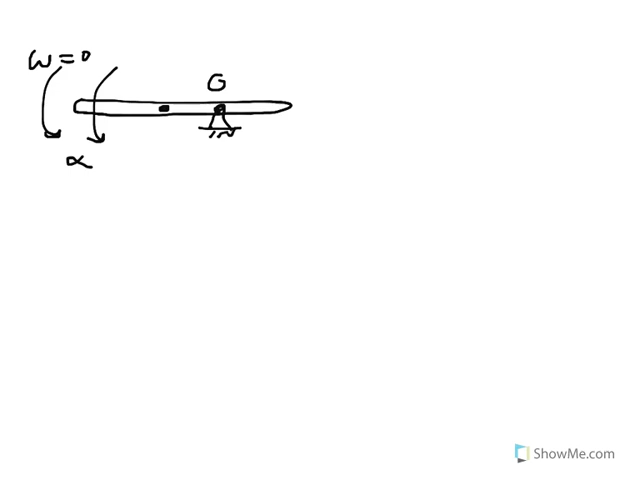 ω = 0
G
α
ShowMe.com